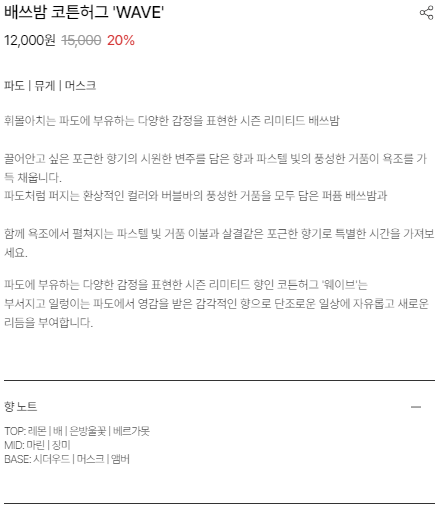 배쓰밤 코튼허그 'WAVE'
12,000원 15,000 20%
파도 | 뮤게 | 머스크
휘몰아치는 파도에 부유하는 다양한 감정을 표현한 시즌 리미티드 배쓰밤
끌어안고 싶은 포근한 향기의 시원한 변주를 담은 향과 파스텔 빛의 풍성한 거품이 욕조를 가
득 채웁니다.
파도처럼 퍼지는 환상적인 컬러와 버블바의 풍성한 거품을 모두 담은 퍼퓸 배쓰밤과
함께 욕조에서 펼쳐지는 파스텔 빛 거품 이불과 살결같은 포근한 향기로 특별한 시간을 가져보
세요.
파도에 부유하는 다양한 감정을 표현한 시즌 리미티드 향인 코튼허그 '웨이브'는
부서지고 일렁이는 파도에서 영감을 받은 감각적인 향으로 단조로운 일상에 자유롭고 새로운
리듬을 부여합니다.
향 노트
TOP: 레몬 | 배 | 은방울꽃 | 베르가못
MID: 마린 | 장미
BASE: 시더우드 | 머스크 | 앰버